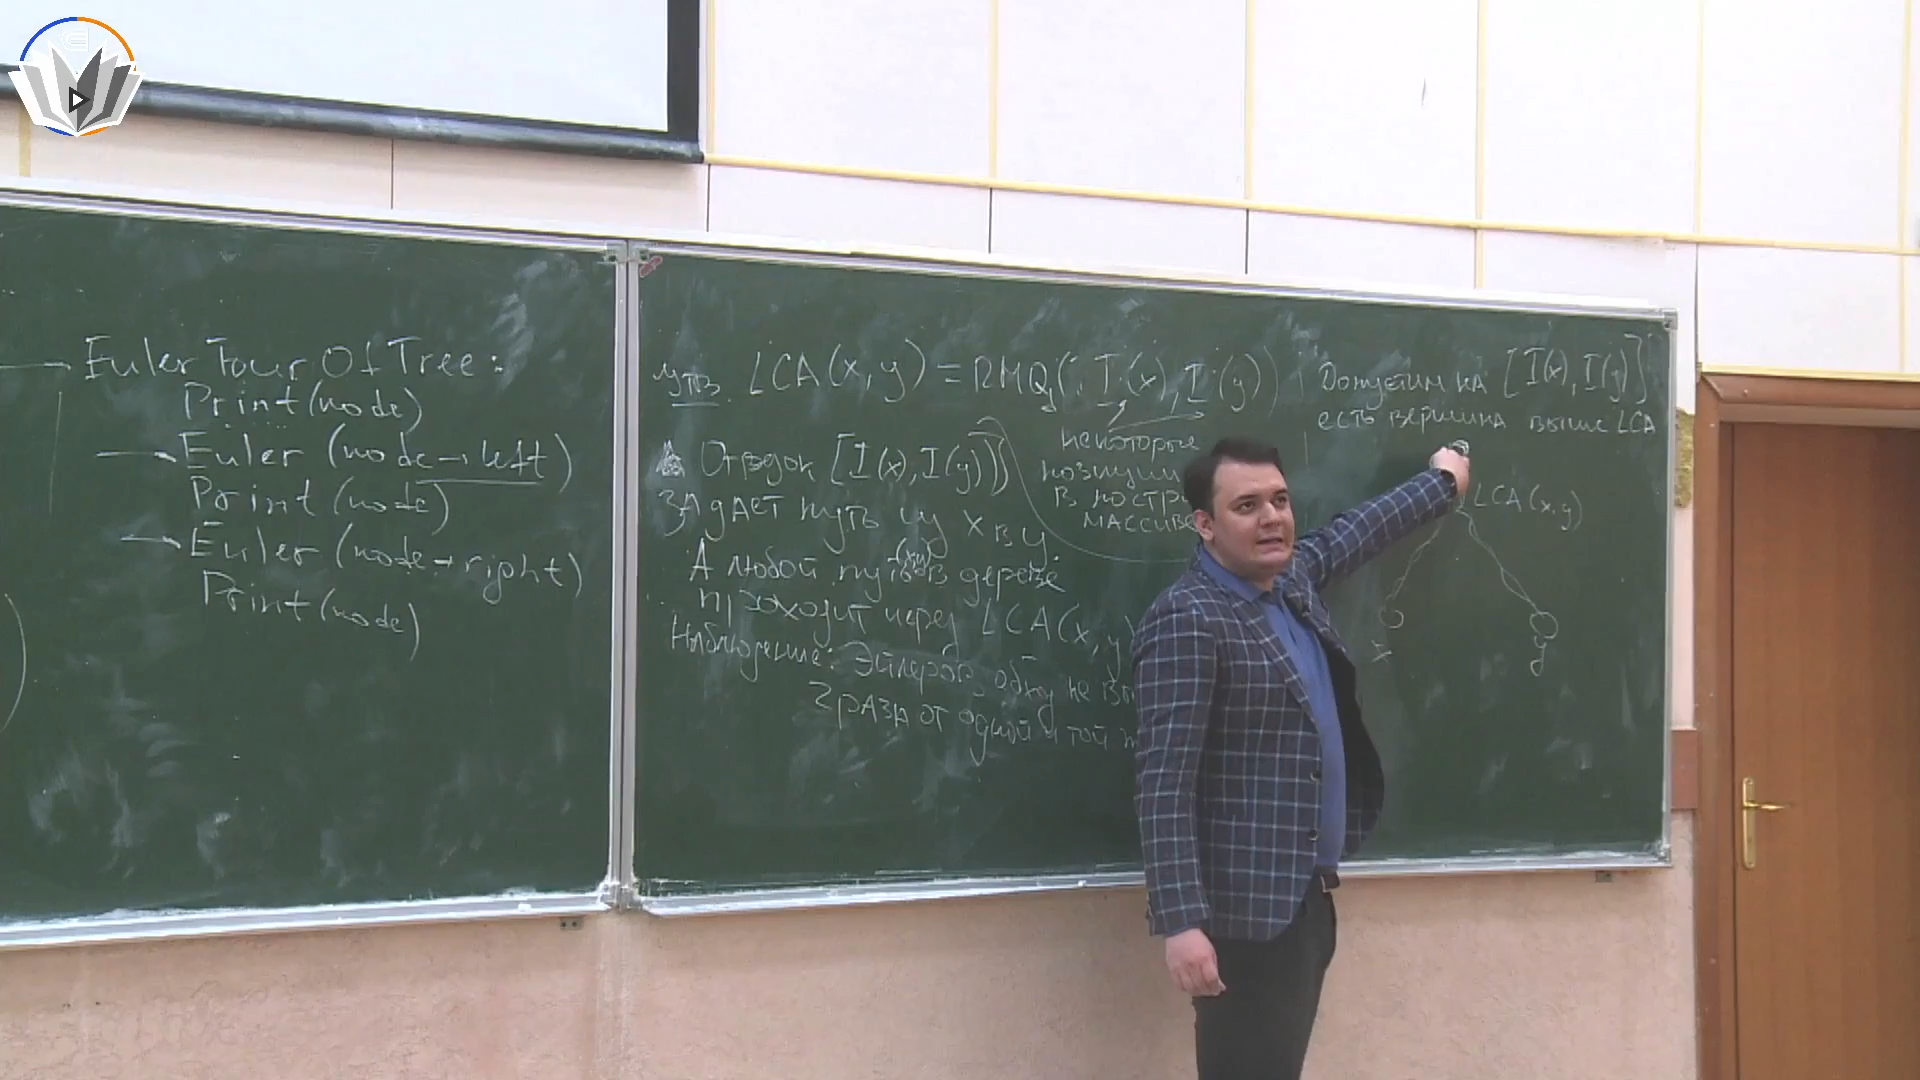 Euler Tour Of Tree:
Print(node)
Euler (node→left)
Print (node)
Euler (node→right)
Print(node)
Утв. LCA(x,y) = RMQ(I(x), I(y))
некоторые
позиции
в
массиве
Отрезок [I(x), I(y)]
задает путь из x в y.
А любой путь (x,y) в дереве
проходит через LCA(x,y
Наблюдение: Эйлеров обход не
2 раза от одной и той
Допустим на [I(x), I(y)]
есть вершина выше LCA
LCA(x,y)
x
y